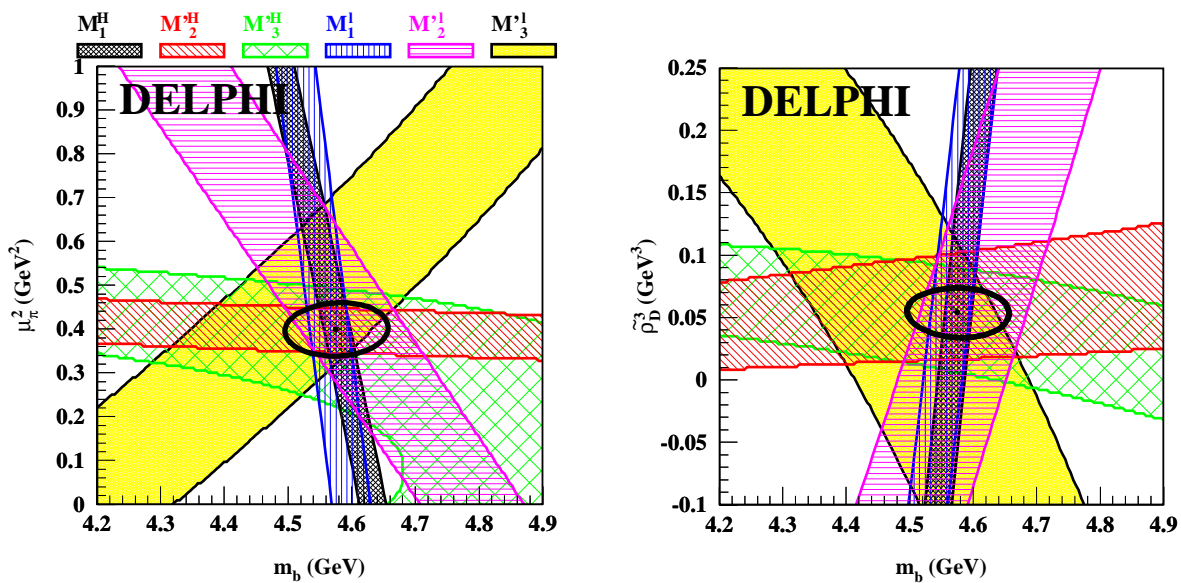 M₁ᴴ M'₂ᴴ M'₃ᴴ M₁ˡ M'₂ˡ M'₃ˡ
DELPHI
μ_π² (GeV²)
1
0.9
0.8
0.7
0.6
0.5
0.4
0.3
0.2
0.1
0
4.2 4.3 4.4 4.5 4.6 4.7 4.8 4.9
m_b (GeV)
DELPHI
ρ̃_D³ (GeV³)
0.25
0.2
0.15
0.1
0.05
0
-0.05
-0.1
4.2 4.3 4.4 4.5 4.6 4.7 4.8 4.9
m_b (GeV)